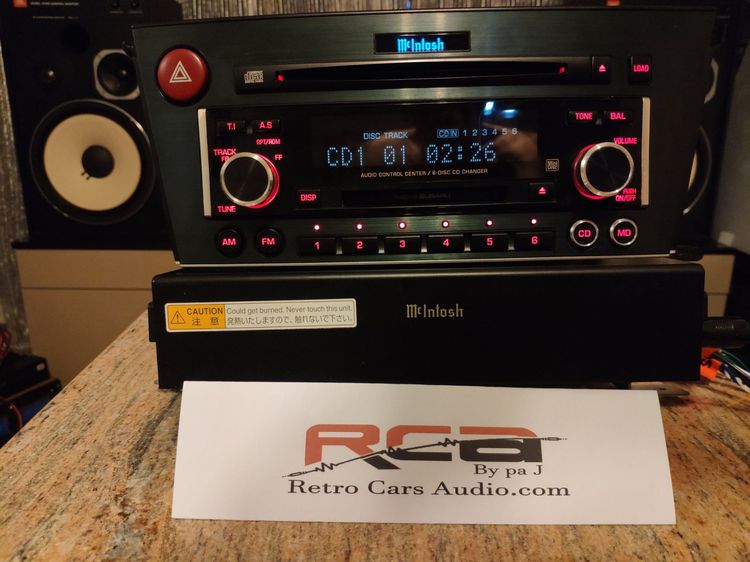 McIntosh
LOAD
T.I A.S
TONE BAL
RPT/RDM
TRACK
FF
DISC TRACK CD IN 1 2 3 4 5 6
VOLUME
CD1 01 02:26
AUDIO CONTROL CENTER / 6-DISC CD CHANGER
PUSH
ON/OFF
TUNE
DISP
AM FM 1 2 3 4 5 6 CD MD
CAUTION Could get burned. Never touch this unit.
注 意 発熱いたしますので、触れないで下さい。
McIntosh
RCA
By pa J
Retro Cars Audio.com